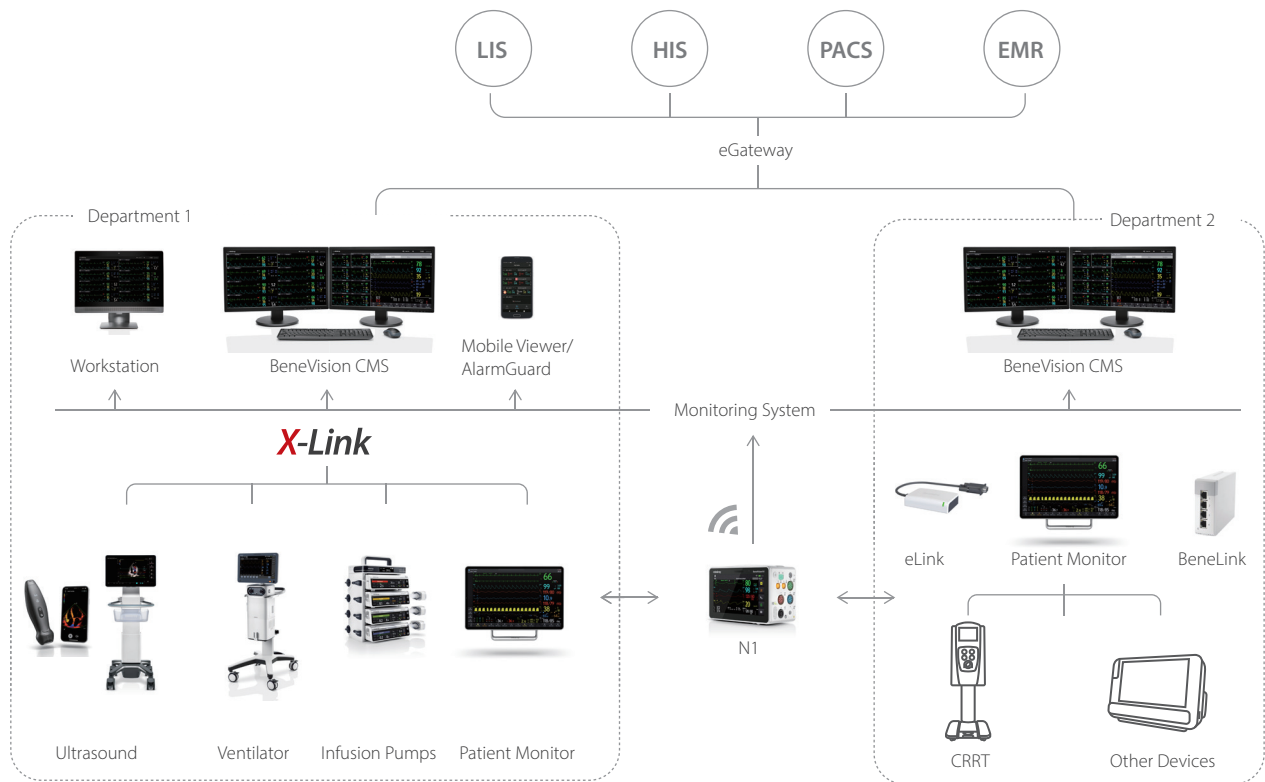 LIS
HIS
PACS
EMR
eGateway
Department 1
Department 2
Workstation
BeneVision CMS
Mobile Viewer/
AlarmGuard
BeneVision CMS
Monitoring System
X-Link
eLink
Patient Monitor
BeneLink
N1
Ultrasound
Ventilator
Infusion Pumps
Patient Monitor
CRRT
Other Devices